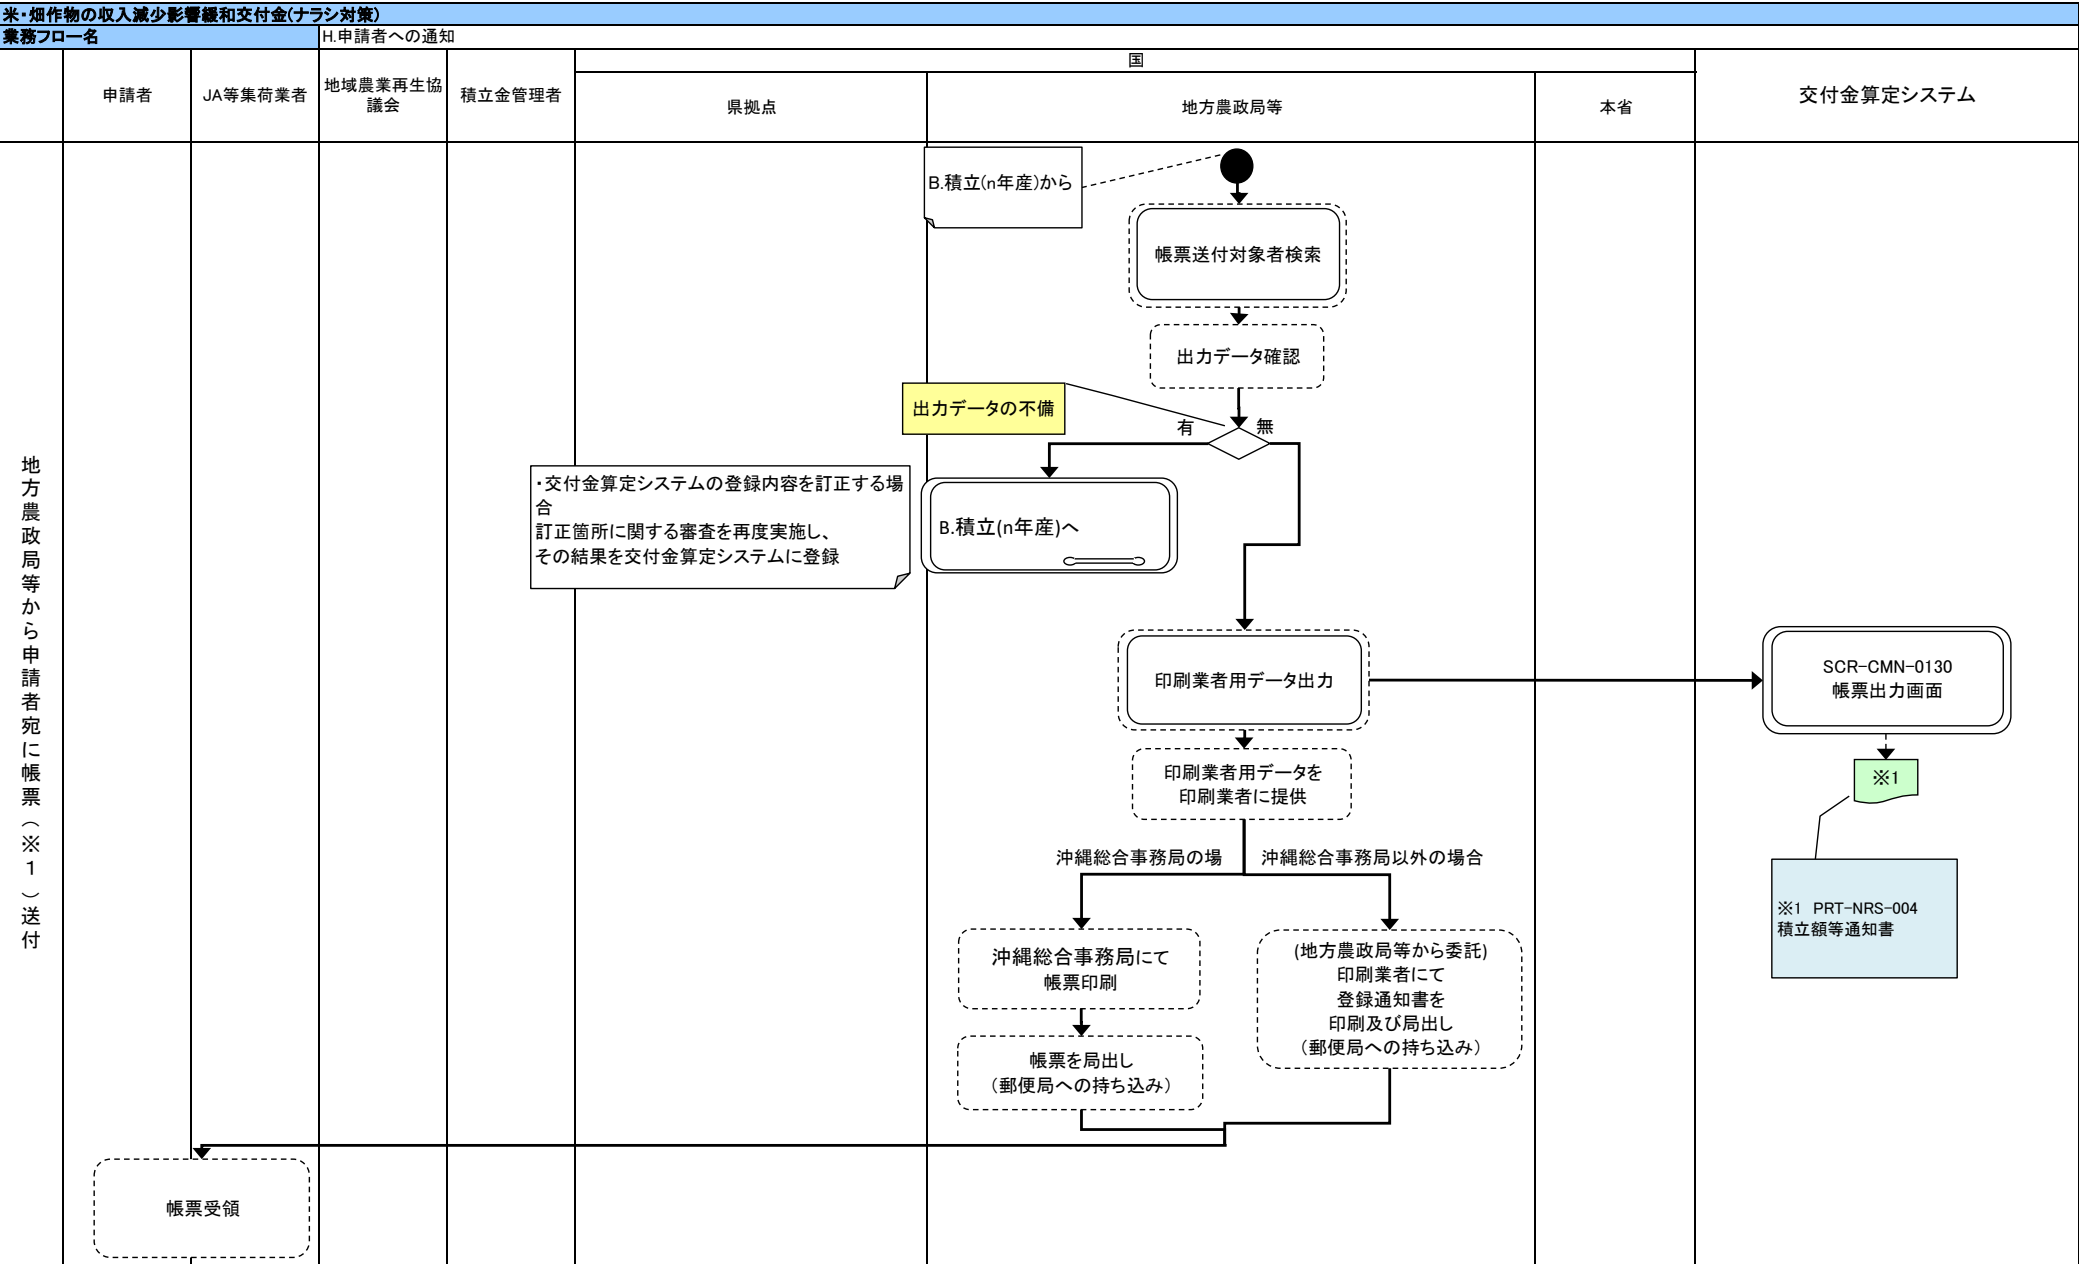 米・畑作物の収入減少影響緩和交付金(ナラシ対策)
業務フロー名
H.申請者への通知
申請者
JA等集荷業者
地域農業再生協
議会
積立金管理者
国
県拠点
地方農政局等
本省
交付金算定システム
地方農政局等から申請者宛に帳票（※1）送付
B.積立(n年産)から
帳票送付対象者検索
出力データ確認
出力データの不備
有
無
・交付金算定システムの登録内容を訂正する場
合
訂正箇所に関する審査を再度実施し、
その結果を交付金算定システムに登録
B.積立(n年産)へ
印刷業者用データ出力
SCR-CMN-0130
帳票出力画面
※1
印刷業者用データを
印刷業者に提供
沖縄総合事務局の場
沖縄総合事務局以外の場合
※1 PRT-NRS-004
積立額等通知書
沖縄総合事務局にて
帳票印刷
(地方農政局等から委託)
印刷業者にて
登録通知書を
印刷及び局出し
（郵便局への持ち込み）
帳票を局出し
（郵便局への持ち込み）
帳票受領